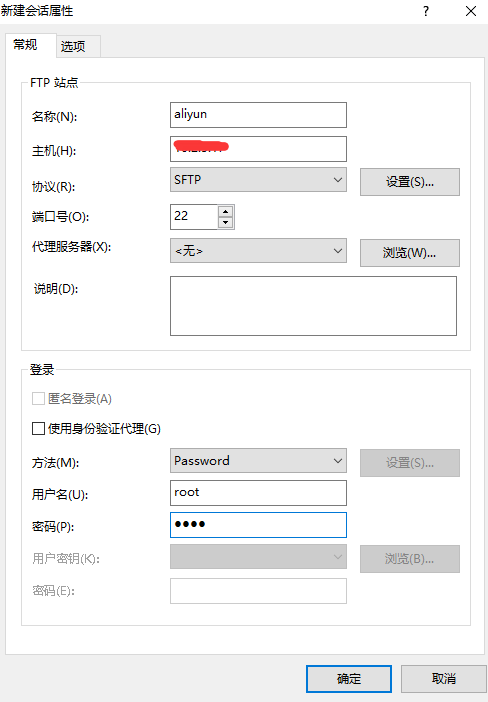 新建会话属性
常规 选项
FTP 站点
名称(N): aliyun
主机(H):
协议(R): SFTP 设置(S)...
端口号(O): 22
代理服务器(X): <无> 浏览(W)...
说明(D):
登录
匿名登录(A)
使用身份验证代理(G)
方法(M): Password 设置(S)...
用户名(U): root
密码(P): ●●●●
用户密钥(K): 浏览(B)...
密码(E):
确定 取消